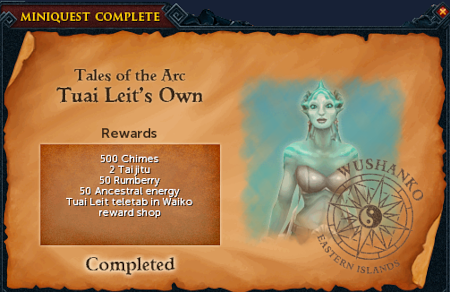 MINIQUEST COMPLETE
Tales of the Arc
Tuai Leit's Own
Rewards
500 Chimes
2 Taijitu
50 Rumberry
50 Ancestral energy
Tuai Leit teletab in Waiko
reward shop
Completed
WUSHANKO
EASTERN ISLANDS